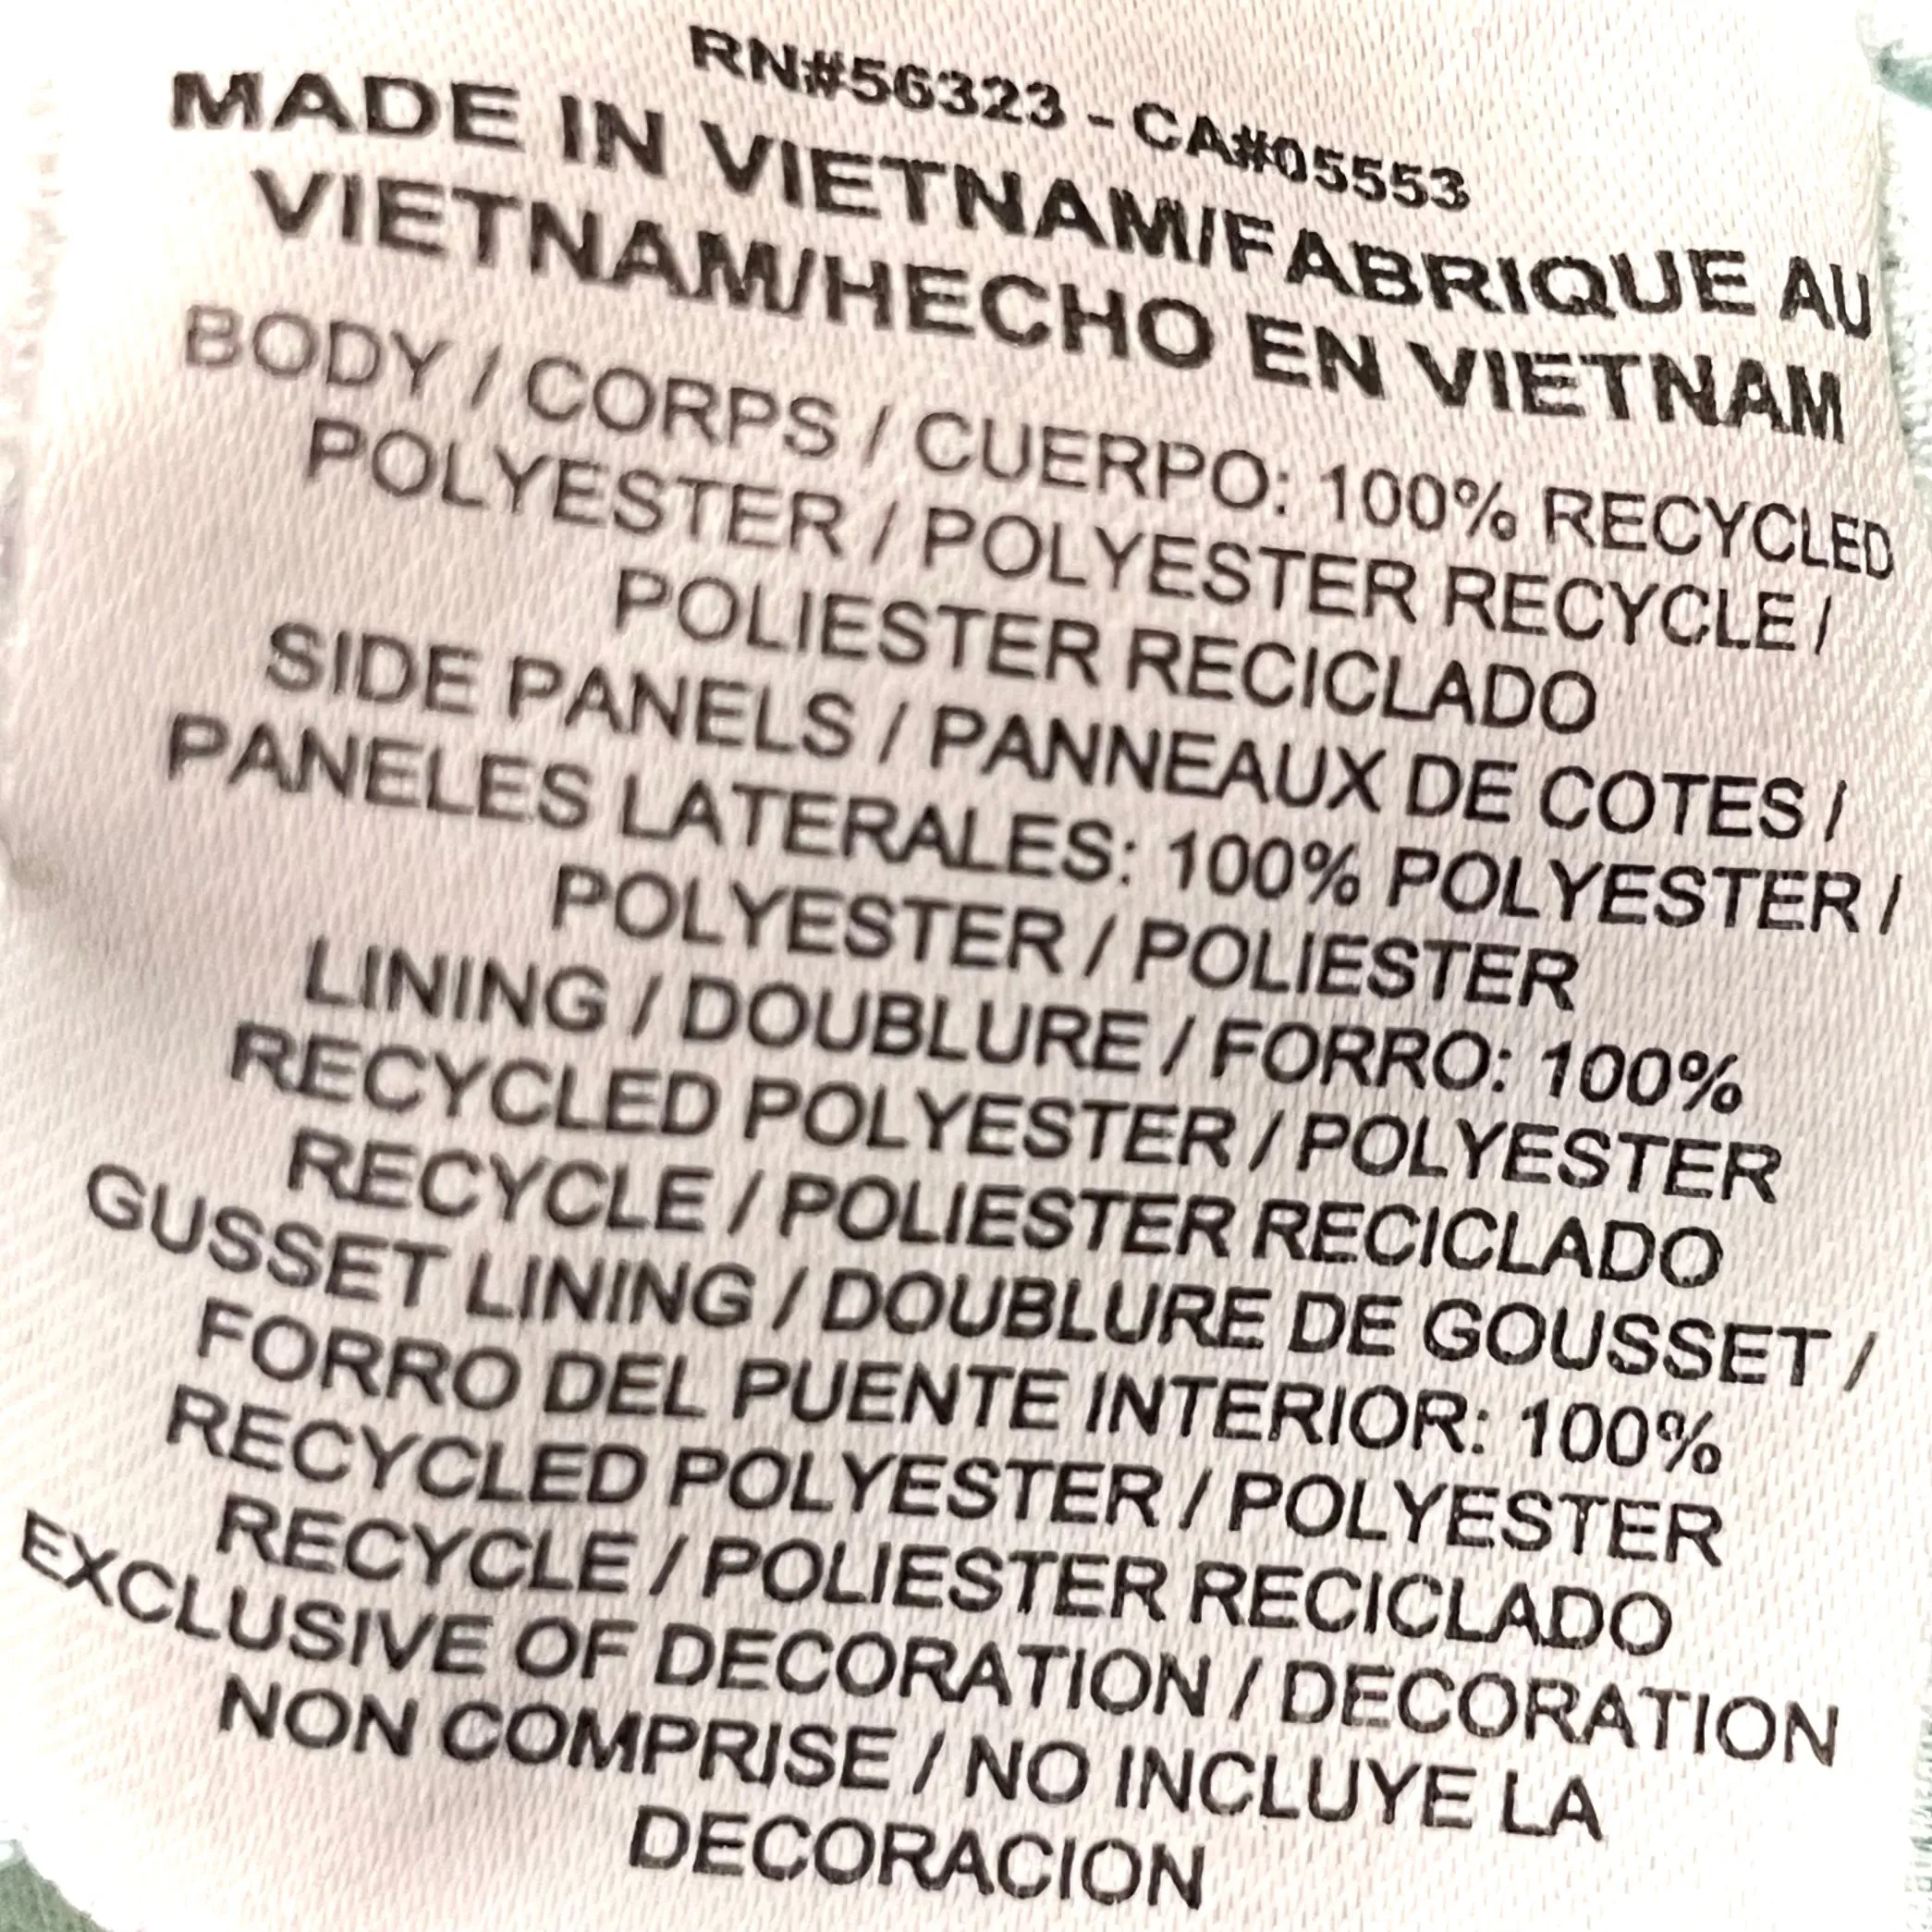 RN#56323 - CA#05553
MADE IN VIETNAM/FABRIQUE AU
VIETNAM/HECHO EN VIETNAM
BODY / CORPS / CUERPO: 100% RECYCLED
POLYESTER / POLYESTER RECYCLE /
POLIESTER RECICLADO
SIDE PANELS / PANNEAUX DE COTES /
PANELES LATERALES: 100% POLYESTER /
POLYESTER / POLIESTER
LINING / DOUBLURE / FORRO: 100%
RECYCLED POLYESTER / POLYESTER
RECYCLE / POLIESTER RECICLADO
GUSSET LINING / DOUBLURE DE GOUSSET /
FORRO DEL PUENTE INTERIOR: 100%
RECYCLED POLYESTER / POLYESTER
RECYCLE / POLIESTER RECICLADO
EXCLUSIVE OF DECORATION / DECORATION
NON COMPRISE / NO INCLUYE LA
DECORACION